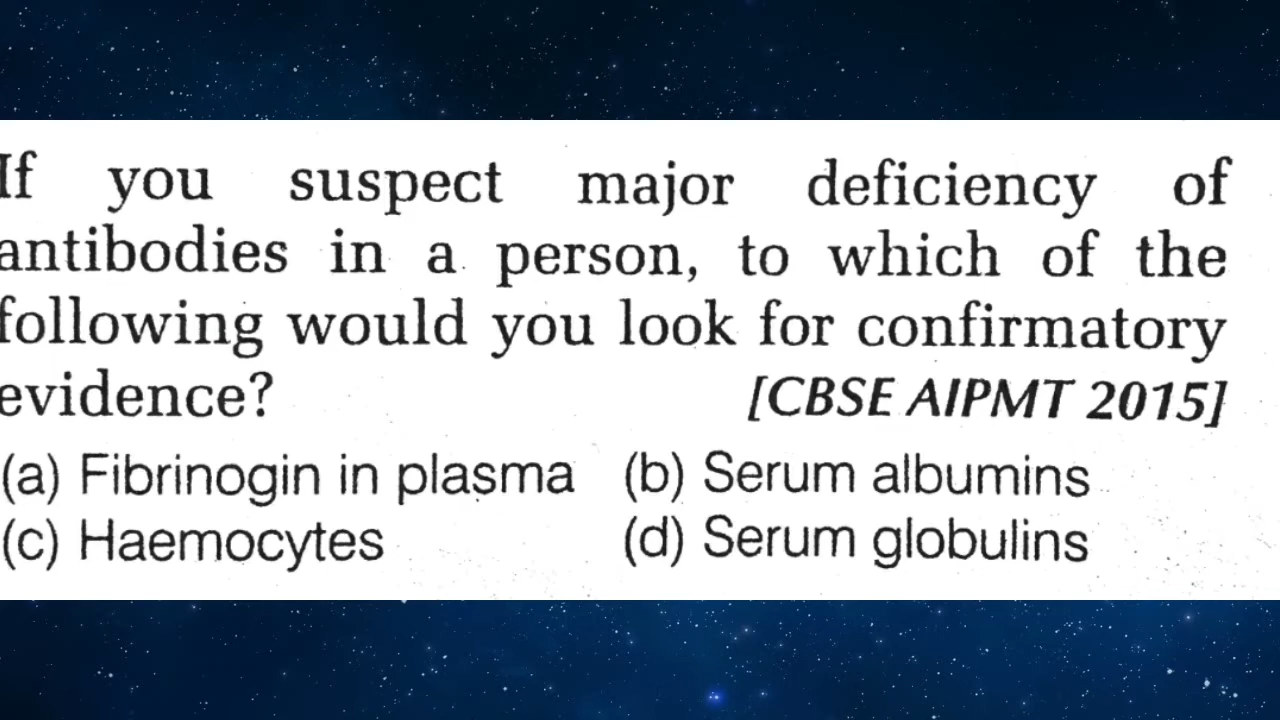 If you suspect major deficiency of
antibodies in a person, to which of the
following would you look for confirmatory
evidence? [CBSE AIPMT 2015]
(a) Fibrinogin in plasma (b) Serum albumins
(c) Haemocytes (d) Serum globulins